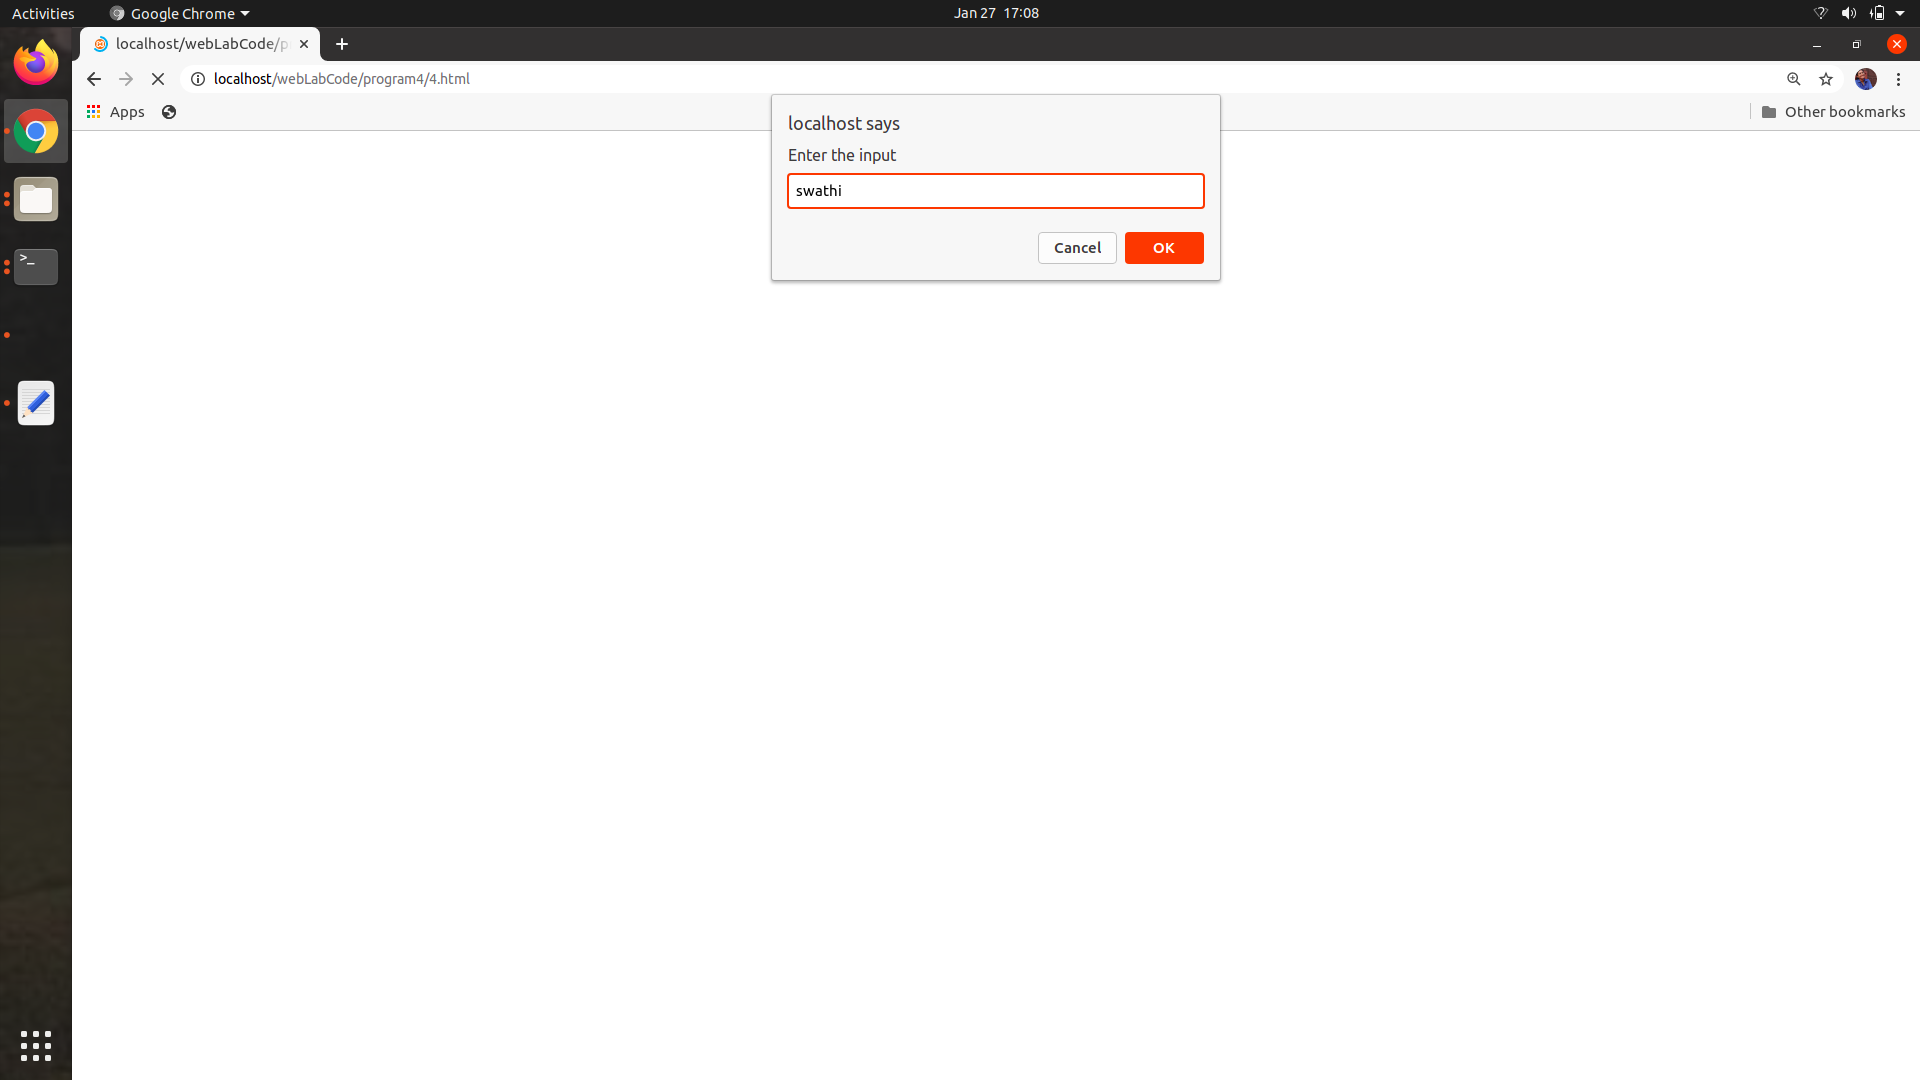 Activities
Google Chrome
Jan 27 17:08
localhost/webLabCode/p
localhost/webLabCode/program4/4.html
Apps
Other bookmarks
localhost says
Enter the input
swathi
Cancel
OK
>_